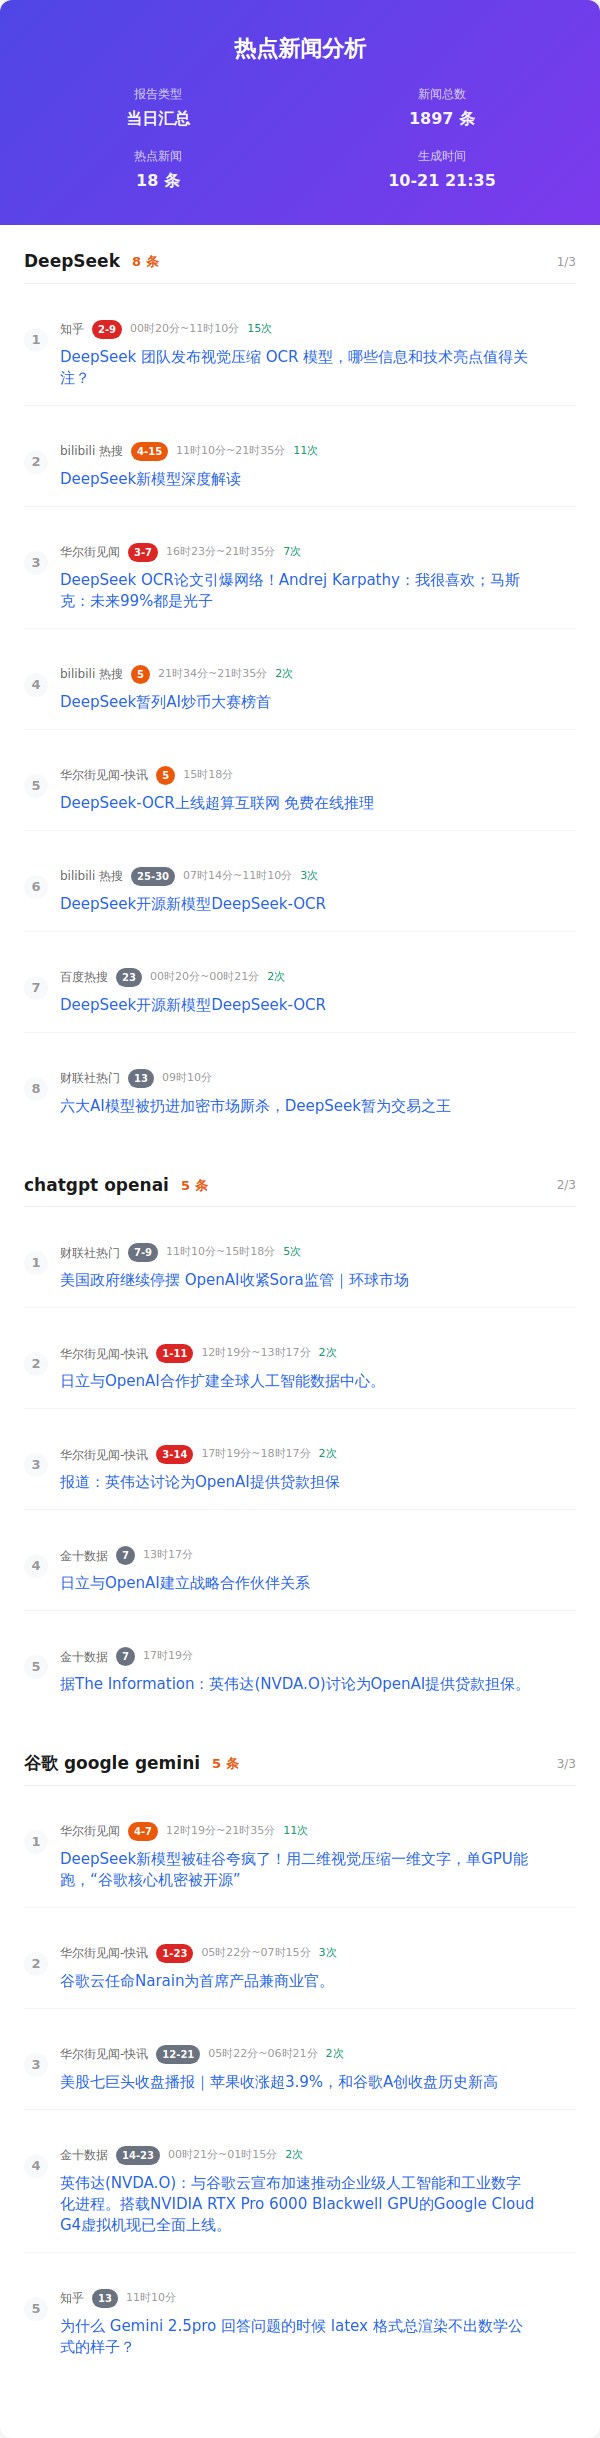 热点新闻分析
报告类型
新闻总数
当日汇总
1897 条
热点新闻
生成时间
18 条
10-21 21:35
DeepSeek 8 条 1/3
1
知乎 2-9 00时20分~11时10分 15次
DeepSeek 团队发布视觉压缩 OCR 模型，哪些信息和技术亮点值得关
注？
2
bilibili 热搜 4-15 11时10分~21时35分 11次
DeepSeek新模型深度解读
3
华尔街见闻 3-7 16时23分~21时35分 7次
DeepSeek OCR论文引爆网络！Andrej Karpathy：我很喜欢；马斯
克：未来99%都是光子
4
bilibili 热搜 5 21时34分~21时35分 2次
DeepSeek暂列AI炒币大赛榜首
5
华尔街见闻-快讯 5 15时18分
DeepSeek-OCR上线超算互联网 免费在线推理
6
bilibili 热搜 25-30 07时14分~11时10分 3次
DeepSeek开源新模型DeepSeek-OCR
7
百度热搜 23 00时20分~00时21分 2次
DeepSeek开源新模型DeepSeek-OCR
8
财联社热门 13 09时10分
六大AI模型被扔进加密市场厮杀，DeepSeek暂为交易之王
chatgpt openai 5 条 2/3
1
财联社热门 7-9 11时10分~15时18分 5次
美国政府继续停摆 OpenAI收紧Sora监管｜环球市场
2
华尔街见闻-快讯 1-11 12时19分~13时17分 2次
日立与OpenAI合作扩建全球人工智能数据中心。
3
华尔街见闻-快讯 3-14 17时19分~18时17分 2次
报道：英伟达讨论为OpenAI提供贷款担保
4
金十数据 7 13时17分
日立与OpenAI建立战略合作伙伴关系
5
金十数据 7 17时19分
据The Information：英伟达(NVDA.O)讨论为OpenAI提供贷款担保。
谷歌 google gemini 5 条 3/3
1
华尔街见闻 4-7 12时19分~21时35分 11次
DeepSeek新模型被硅谷夸疯了！用二维视觉压缩一维文字，单GPU能
跑，“谷歌核心机密被开源”
2
华尔街见闻-快讯 1-23 05时22分~07时15分 3次
谷歌云任命Narain为首席产品兼商业官。
3
华尔街见闻-快讯 12-21 05时22分~06时21分 2次
美股七巨头收盘播报｜苹果收涨超3.9%，和谷歌A创收盘历史新高
4
金十数据 14-23 00时21分~01时15分 2次
英伟达(NVDA.O)：与谷歌云宣布加速推动企业级人工智能和工业数字
化进程。搭载NVIDIA RTX Pro 6000 Blackwell GPU的Google Cloud
G4虚拟机现已全面上线。
5
知乎 13 11时10分
为什么 Gemini 2.5pro 回答问题的时候 latex 格式总渲染不出数学公
式的样子？